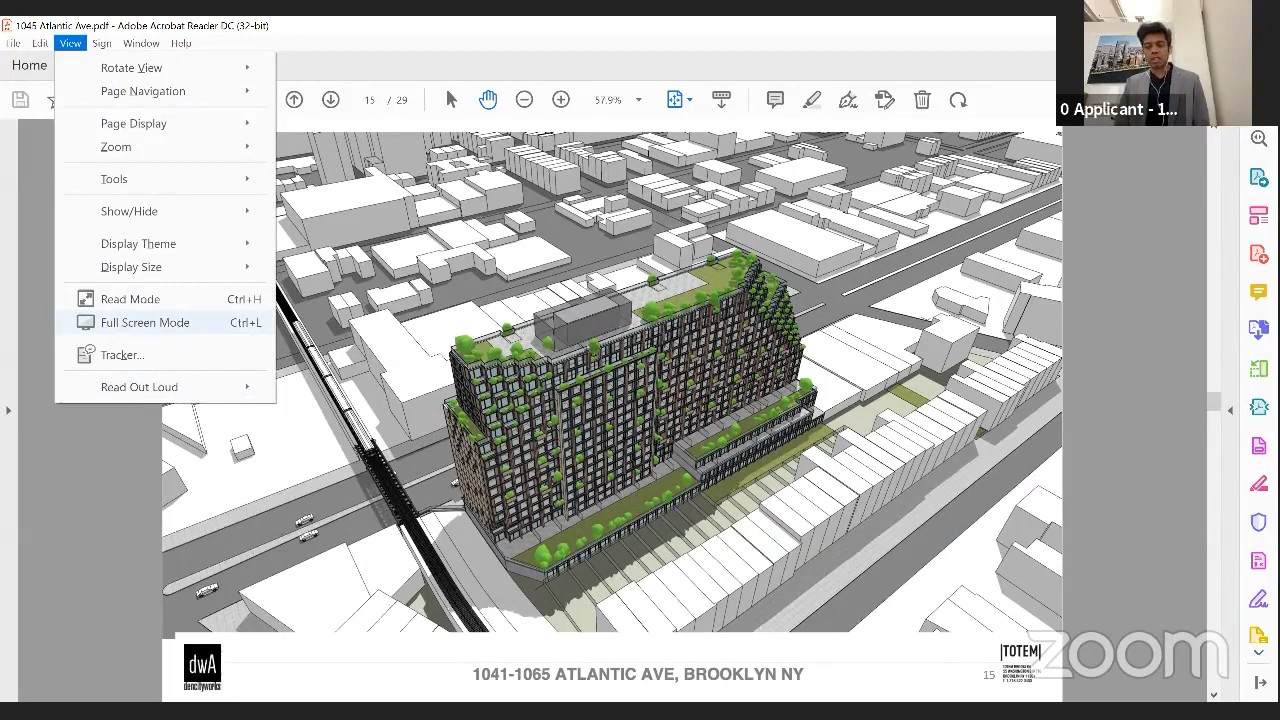 1045 Atlantic Ave.pdf - Adobe Acrobat Reader DC (32-bit)
File Edit View Sign Window Help
Home
15 / 29
57.9%
Rotate View
Page Navigation
Page Display
Zoom
Tools
Show/Hide
Display Theme
Display Size
Read Mode Ctrl+H
Full Screen Mode Ctrl+L
Tracker...
Read Out Loud
0 Applicant - 1...
dwA
dencityworks
1041-1065 ATLANTIC AVE, BROOKLYN NY
15
TOTEM
zoom